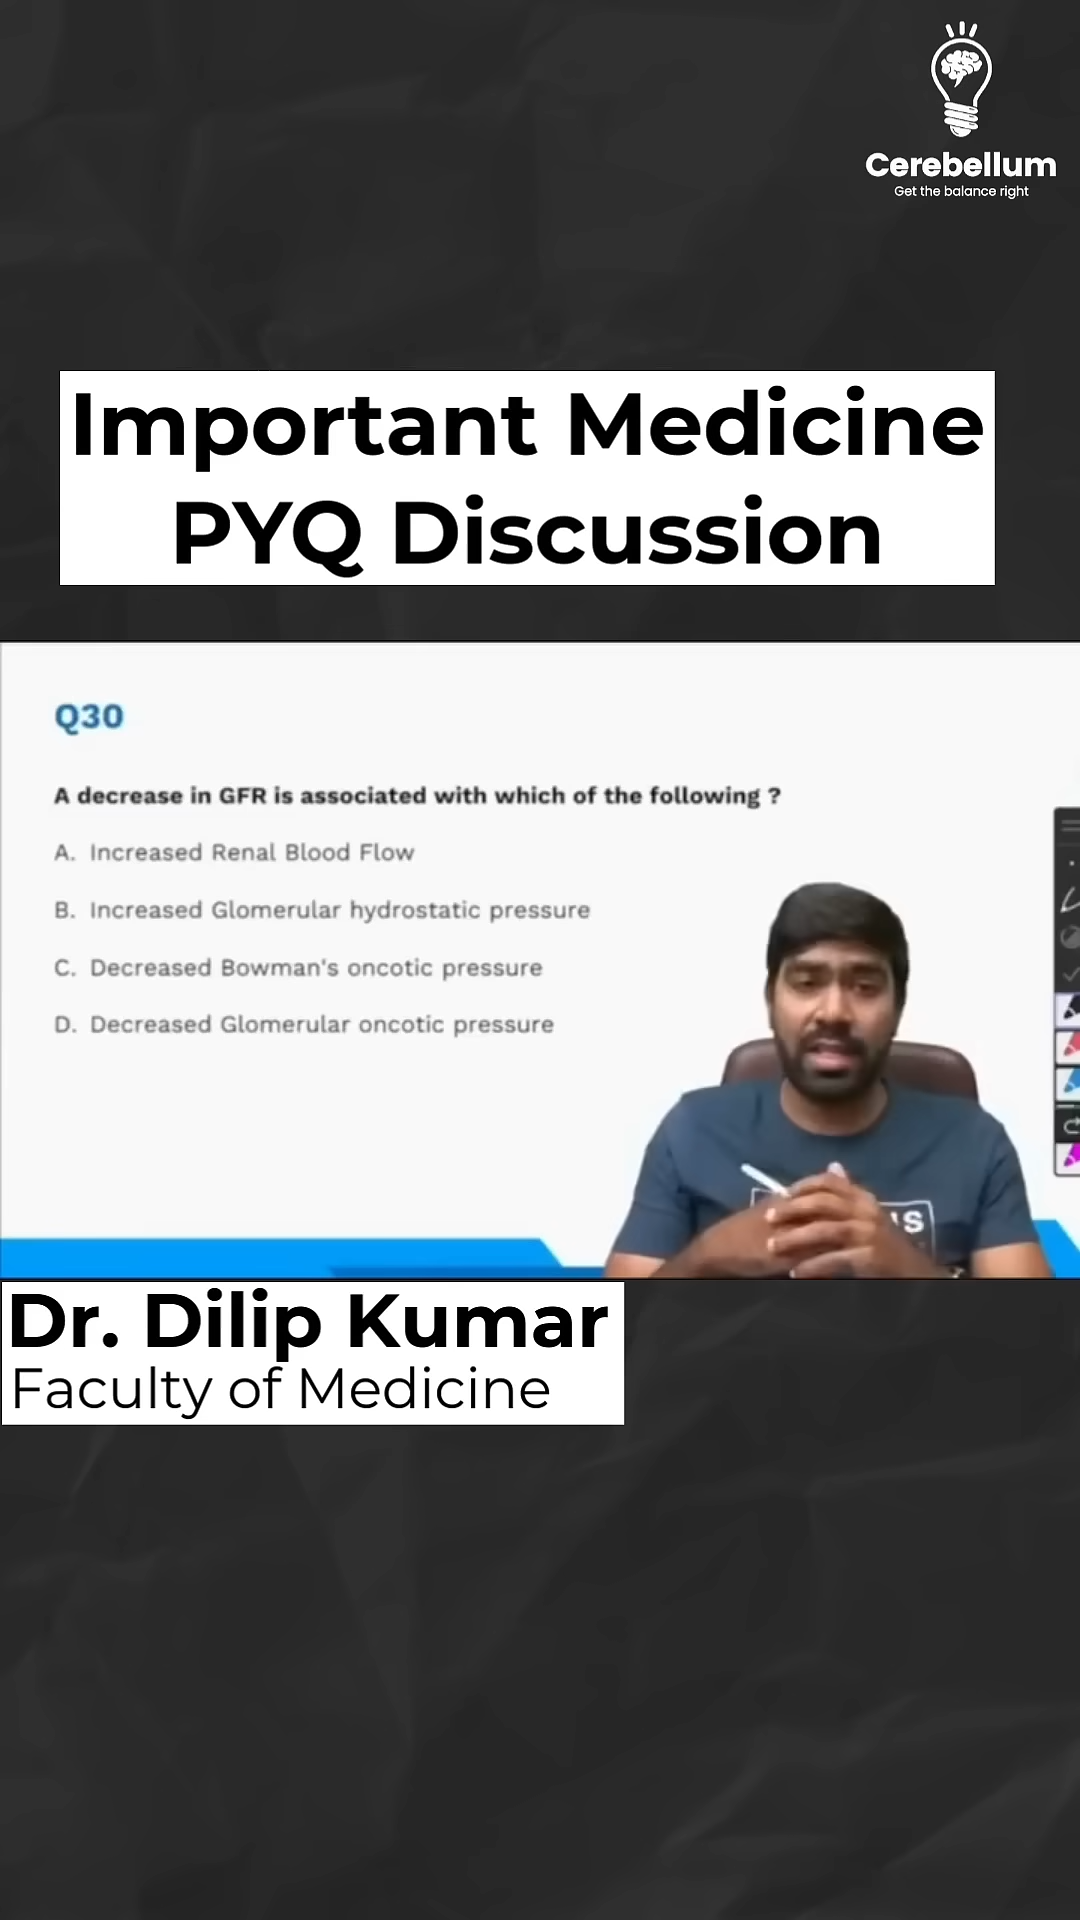 Cerebellum
Get the balance right
Important Medicine
PYQ Discussion
Q30
A decrease in GFR is associated with which of the following ?
A. Increased Renal Blood Flow
B. Increased Glomerular hydrostatic pressure
C. Decreased Bowman's oncotic pressure
D. Decreased Glomerular oncotic pressure
Dr. Dilip Kumar
Faculty of Medicine